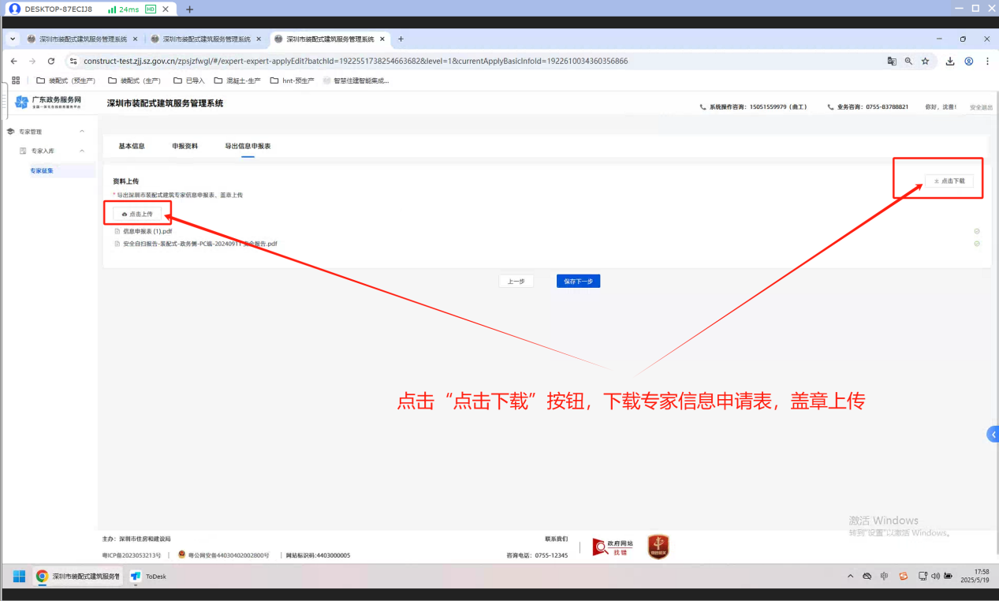 DESKTOP-87ECIJ8 24ms HD
深圳市装配式建筑服务管理系统 深圳市装配式建筑服务管理系统 深圳市装配式建筑服务管理系统
construct-test.zjj.sz.gov.cn/zpsjzfwgl/#/expert-expert-applyEdit?batchId=1922551738254663682&level=1&currentApplyBasicInfoId=1922610034360356866
装配式（预生产） 装配式（生产） 已导入 混凝土-生产 hnt-预生产 智慧住建智能集成...
广东政务服务网
深圳市装配式建筑服务管理系统
系统操作咨询：15051559979（曲工） 业务咨询：0755-83788821 你好，沈蕾！ 安全退出
专家管理
专家入库
专家征集
基本信息 申报资料 导出信息申报表
资料上传
点击下载
* 导出深圳市装配式建筑专家信息申报表、盖章上传
点击上传
信息申报表 (1).pdf
安全自扫报告-装配式-政务侧-PC端-20240911-安全报告.pdf
上一步 保存下一步
点击“点击下载”按钮，下载专家信息申请表，盖章上传
激活 Windows
转到"设置"以激活 Windows。
主办：深圳市住房和建设局
粤ICP备2023053213号 | 粤公网安备44030402002800号 | 网站标识码:4403000005
联系我们
咨询电话：0755-12345
政府网站
找错
深圳市装配式建筑服务管 ToDesk
中
17:58
2025/5/19